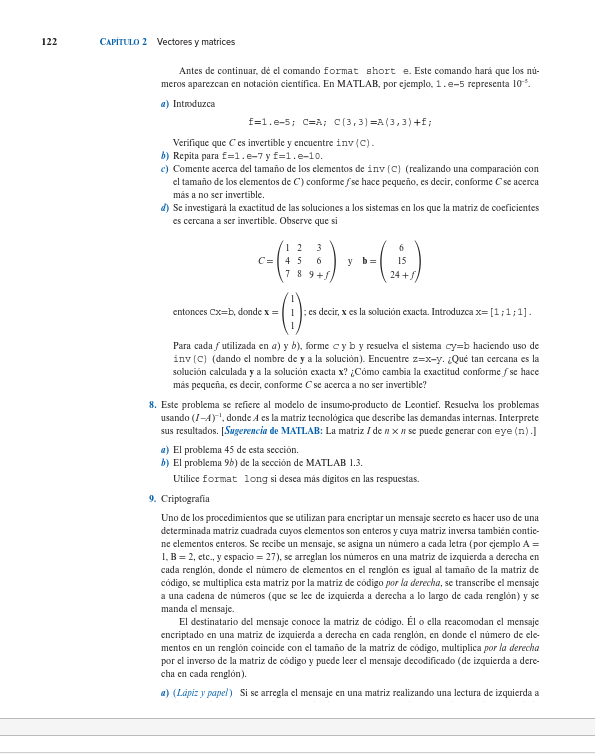 122 CAPÍTULO 2 Vectores y matrices
Antes de continuar, dé el comando format short e. Este comando hará que los nú-
meros aparezcan en notación científica. En MATLAB, por ejemplo, 1.e-5 representa 10⁻⁵.
a) Introduzca
f=1.e-5; C=A; C(3,3)=A(3,3)+f;
Verifique que C es invertible y encuentre inv(C).
b) Repita para f=1.e-7 y f=1.e-10.
c) Comente acerca del tamaño de los elementos de inv(C) (realizando una comparación con
el tamaño de los elementos de C) conforme f se hace pequeño, es decir, conforme C se acerca
más a no ser invertible.
d) Se investigará la exactitud de las soluciones a los sistemas en los que la matriz de coeficientes
es cercana a ser invertible. Observe que si
1 2 3 6
C = 4 5 6 y b = 15
7 8 9 + f 24 + f
1
entonces Cx=b, donde x = 1 ; es decir, x es la solución exacta. Introduzca x=[1;1;1].
1
Para cada f utilizada en a) y b), forme C y b y resuelva el sistema Cy=b haciendo uso de
inv(C) (dando el nombre de y a la solución). Encuentre z=x-y. ¿Qué tan cercana es la
solución calculada y a la solución exacta x? ¿Cómo cambia la exactitud conforme f se hace
más pequeña, es decir, conforme C se acerca a no ser invertible?
8. Este problema se refiere al modelo de insumo-producto de Leontief. Resuelva los problemas
usando (I–A)⁻¹, donde A es la matriz tecnológica que describe las demandas internas. Interprete
sus resultados. [Sugerencia de MATLAB: La matriz I de n × n se puede generar con eye(n).]
a) El problema 45 de esta sección.
b) El problema 9b) de la sección de MATLAB 1.3.
Utilice format long si desea más dígitos en las respuestas.
9. Criptografía
Uno de los procedimientos que se utilizan para encriptar un mensaje secreto es hacer uso de una
determinada matriz cuadrada cuyos elementos son enteros y cuya matriz inversa también contie-
ne elementos enteros. Se recibe un mensaje, se asigna un número a cada letra (por ejemplo A =
1, B = 2, etc., y espacio = 27), se arreglan los números en una matriz de izquierda a derecha en
cada renglón, donde el número de elementos en el renglón es igual al tamaño de la matriz de
código, se multiplica esta matriz por la matriz de código por la derecha, se transcribe el mensaje
a una cadena de números (que se lee de izquierda a derecha a lo largo de cada renglón) y se
manda el mensaje.
El destinatario del mensaje conoce la matriz de código. Él o ella reacomodan el mensaje
encriptado en una matriz de izquierda a derecha en cada renglón, en donde el número de ele-
mentos en un renglón coincide con el tamaño de la matriz de código, multiplica por la derecha
por el inverso de la matriz de código y puede leer el mensaje decodificado (de izquierda a dere-
cha en cada renglón).
a) (Lápiz y papel) Si se arregla el mensaje en una matriz realizando una lectura de izquierda a